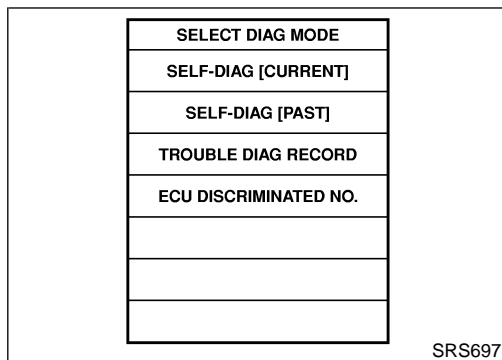 SELECT DIAG MODE
SELF-DIAG [CURRENT]
SELF-DIAG [PAST]
TROUBLE DIAG RECORD
ECU DISCRIMINATED NO.
SRS697